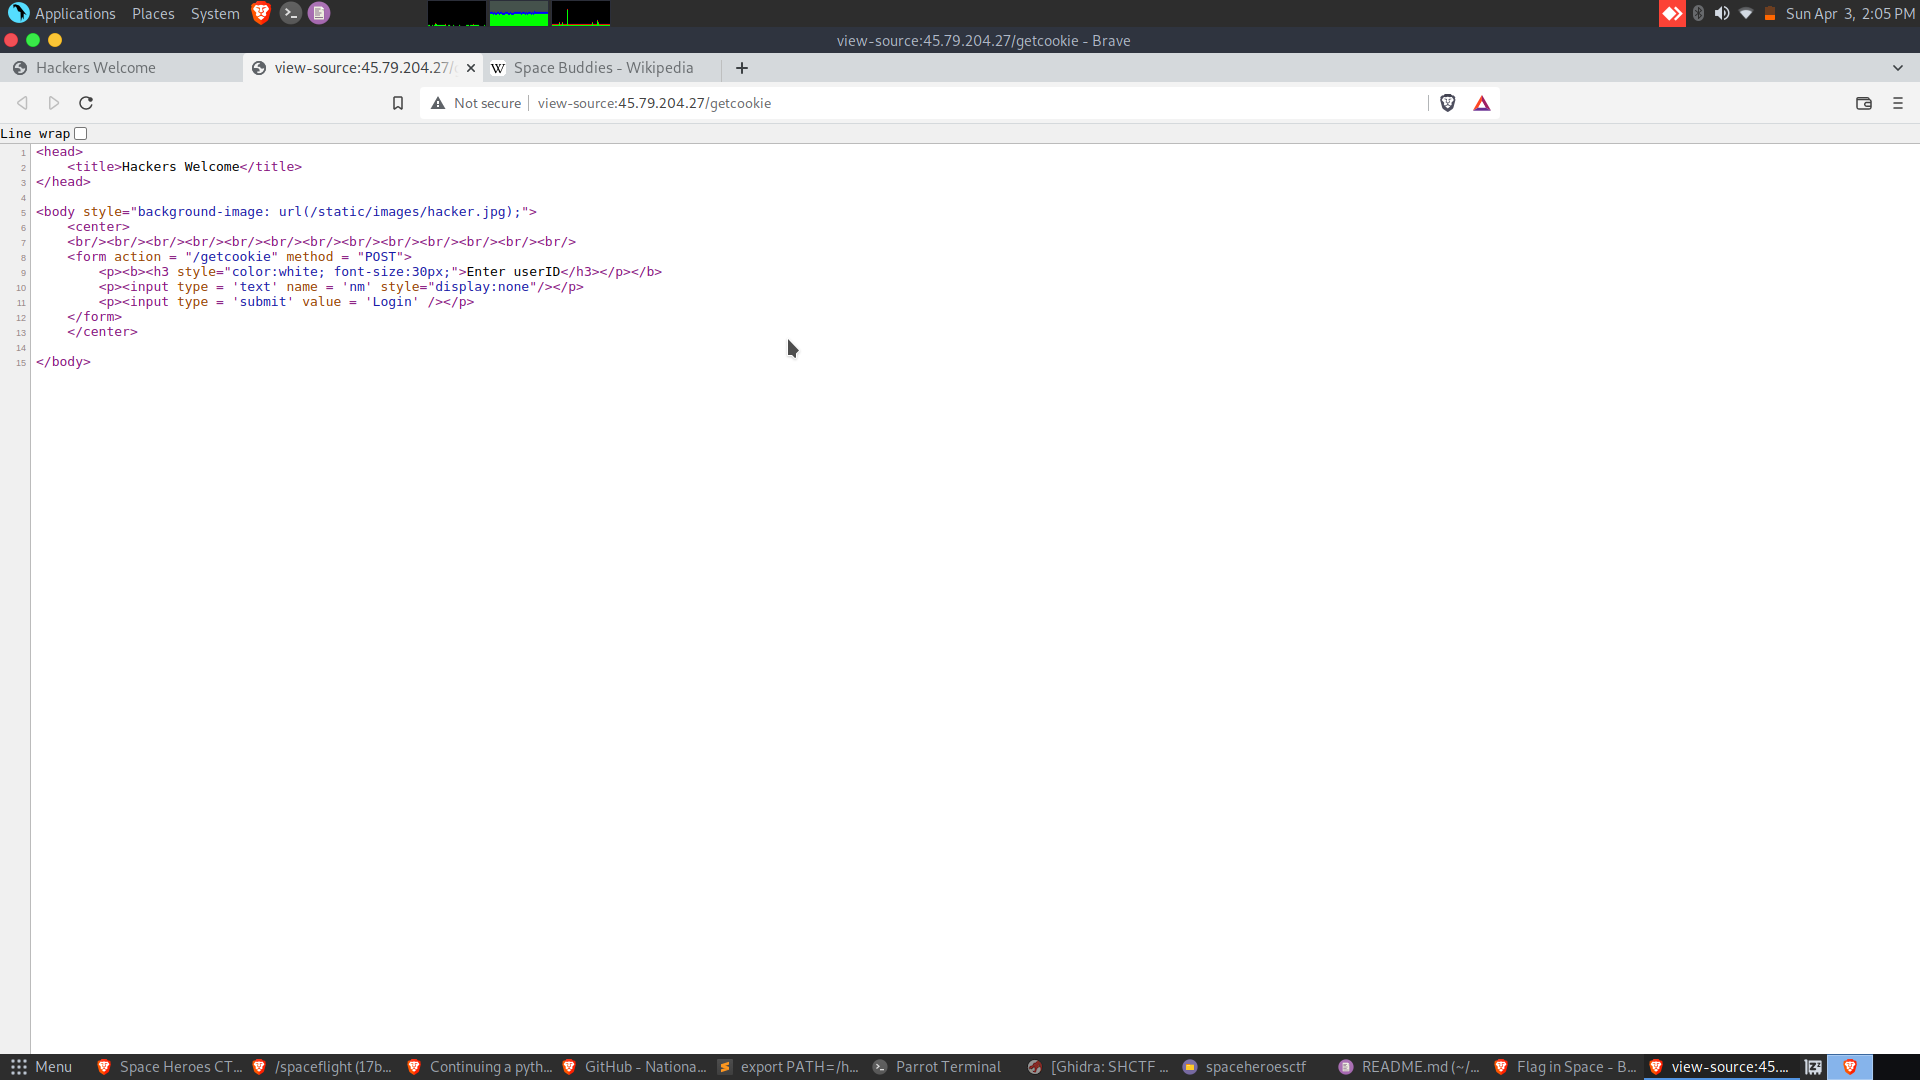 Applications Places System Sun Apr 3, 2:05 PM
view-source:45.79.204.27/getcookie - Brave
Hackers Welcome view-source:45.79.204.27/ Space Buddies - Wikipedia
Not secure view-source:45.79.204.27/getcookie
Line wrap
1 <head>
2 <title>Hackers Welcome</title>
3 </head>
4
5 <body style="background-image: url(/static/images/hacker.jpg);">
6 <center>
7 <br/><br/><br/><br/><br/><br/><br/><br/><br/><br/><br/><br/><br/>
8 <form action = "/getcookie" method = "POST">
9 <p><b><h3 style="color:white; font-size:30px;">Enter userID</h3></p></b>
10 <p><input type = 'text' name = 'nm' style="display:none"/></p>
11 <p><input type = 'submit' value = 'Login' /></p>
12 </form>
13 </center>
14
15 </body>
Menu Space Heroes CT... /spaceflight (17b... Continuing a pyth... GitHub - Nationa... export PATH=/h... Parrot Terminal [Ghidra: SHCTF ... spaceheroesctf README.md (~/... Flag in Space - B... view-source:45....